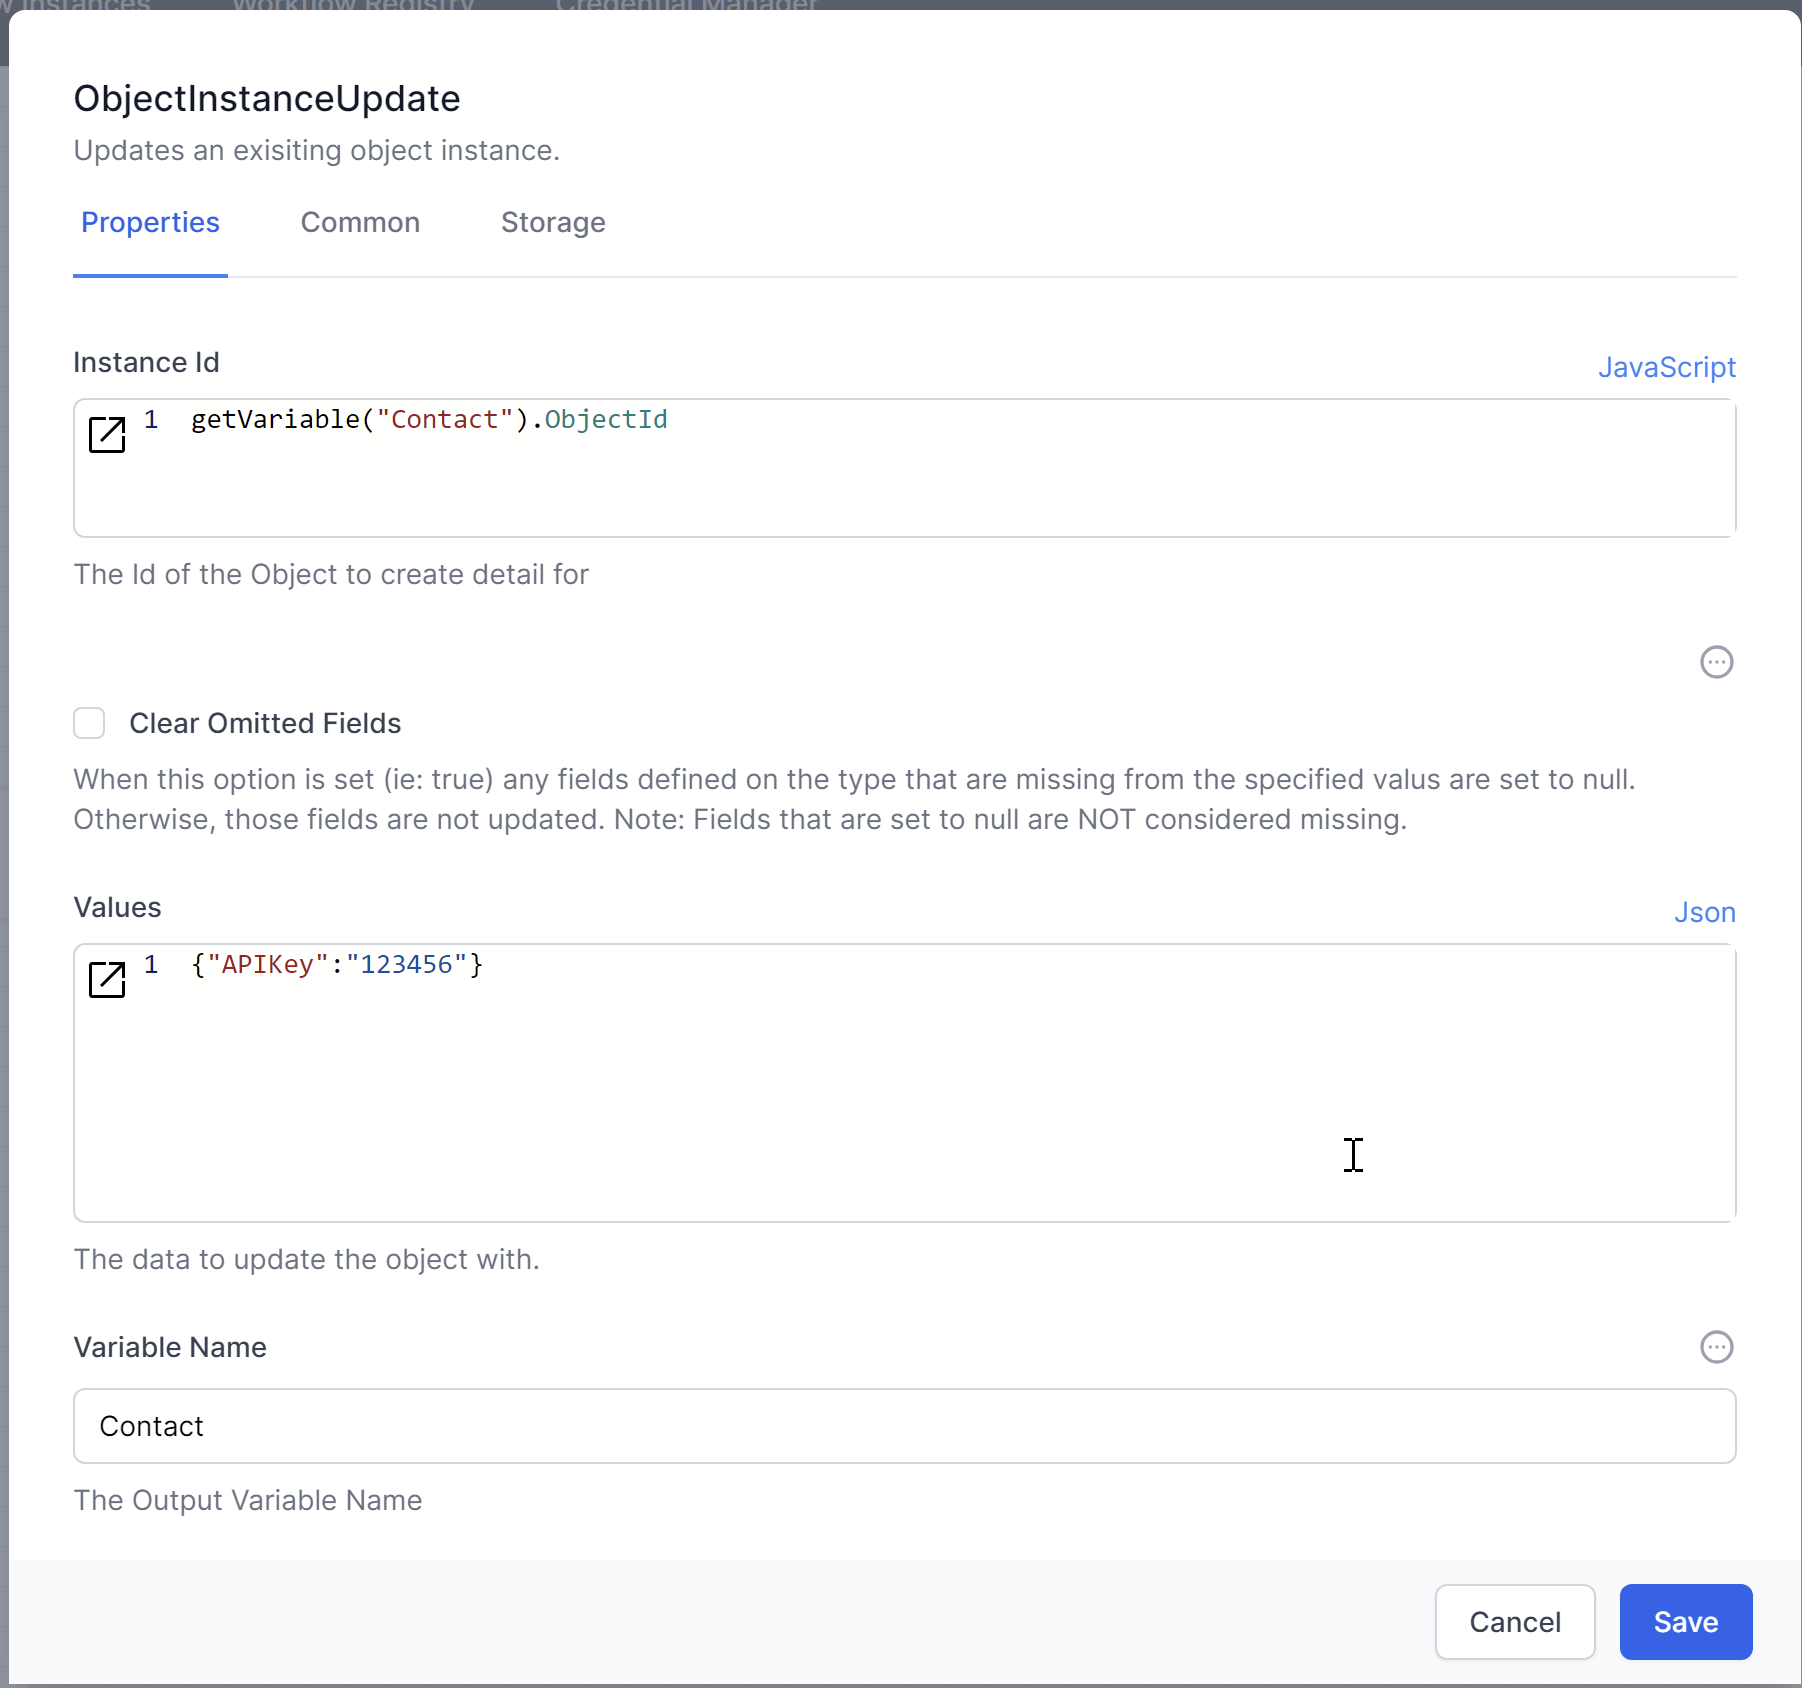 Instances Workflow Registry Credential Manager
ObjectInstanceUpdate
Updates an exisiting object instance.
Properties Common Storage
Instance Id JavaScript
1 getVariable("Contact").ObjectId
The Id of the Object to create detail for
Clear Omitted Fields
When this option is set (ie: true) any fields defined on the type that are missing from the specified valus are set to null.
Otherwise, those fields are not updated. Note: Fields that are set to null are NOT considered missing.
Values Json
1 {"APIKey":"123456"}
The data to update the object with.
Variable Name
Contact
The Output Variable Name
Cancel Save